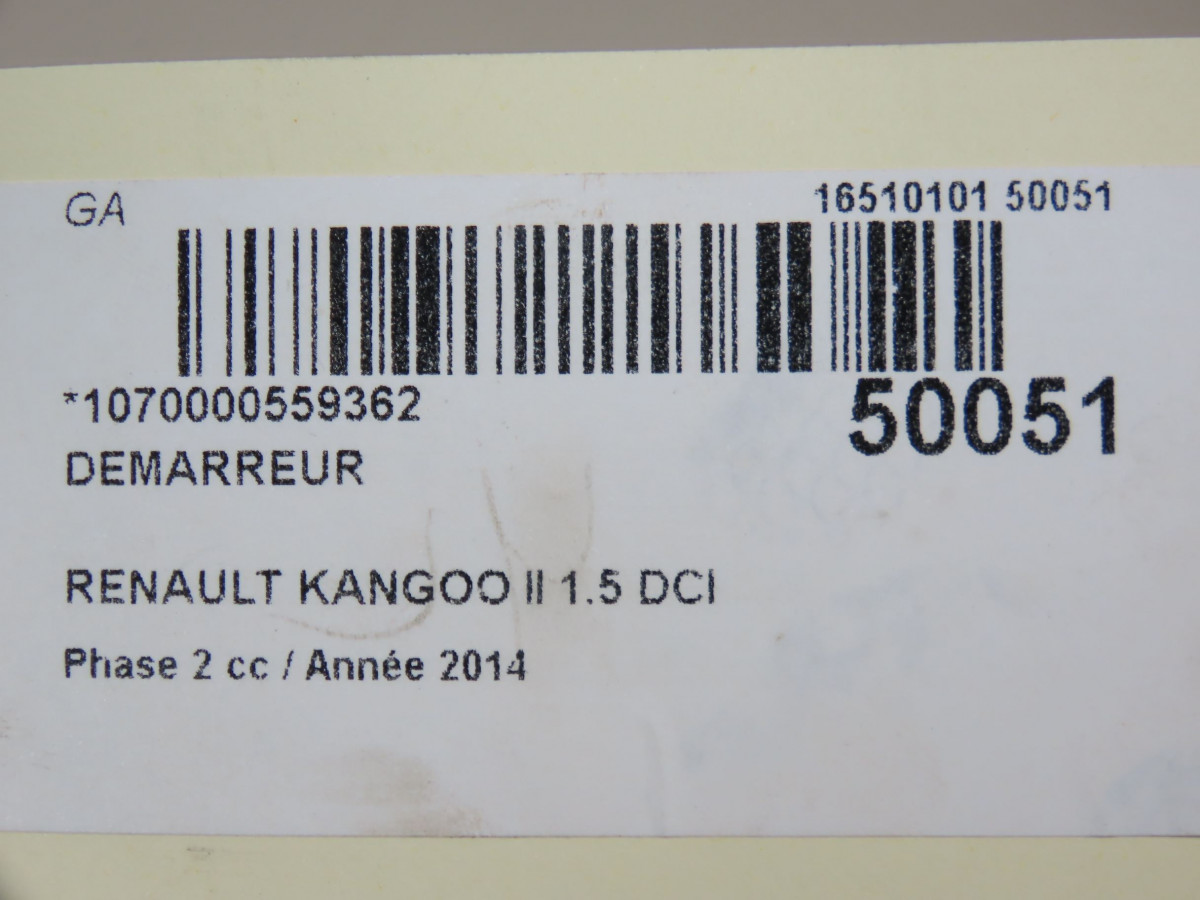 GA
16510101 50051
*1070000559362
50051
DEMARREUR
RENAULT KANGOO II 1.5 DCI
Phase 2 cc / Année 2014